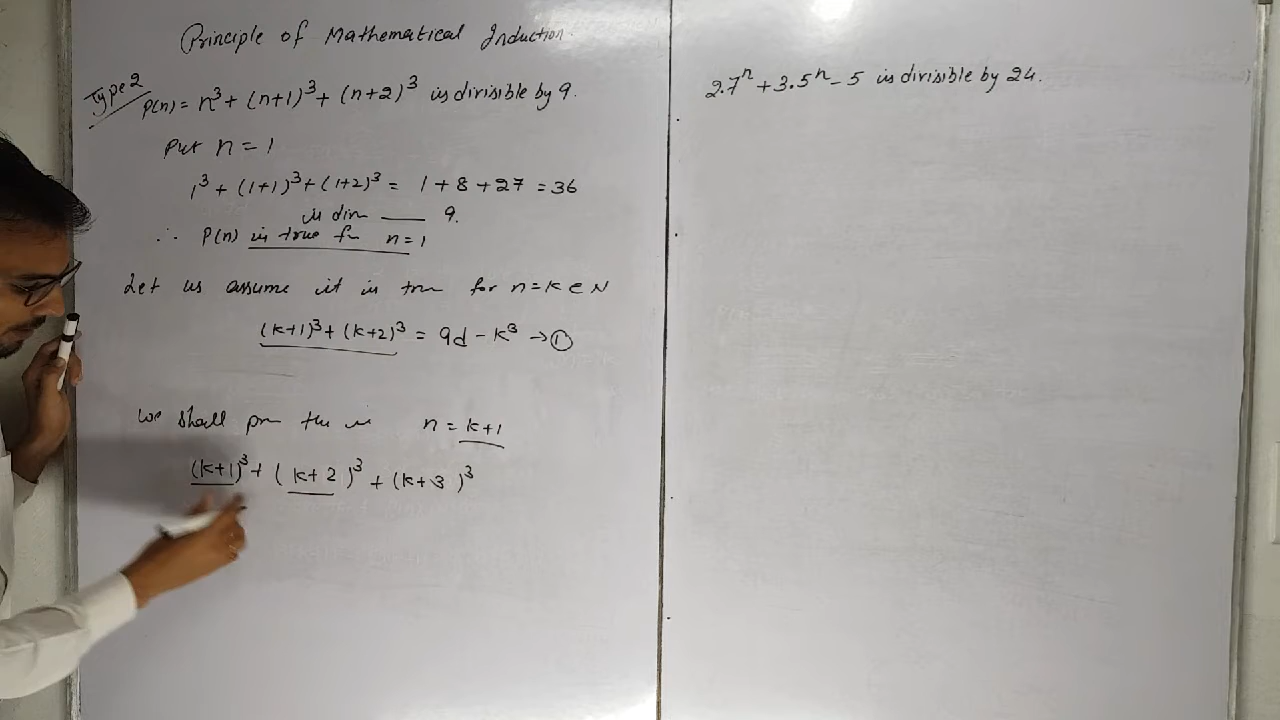 Principle of Mathematical Induction.
Type 2
P(n) = n³ + (n+1)³ + (n+2)³ is divisible by 9.
Put n = 1
1³ + (1+1)³ + (1+2)³ = 1 + 8 + 27 = 36
is divn —— 9.
∴ P(n) is true for n=1
Let us assume it is true for n=k ∈ N
(k+1)³ + (k+2)³ = 9d - k³ → ①
We shall n = k+1
(k+1)³ + (k+2)³ + (k+3)³
2.7ⁿ + 3.5ⁿ - 5 is divisible by 24.